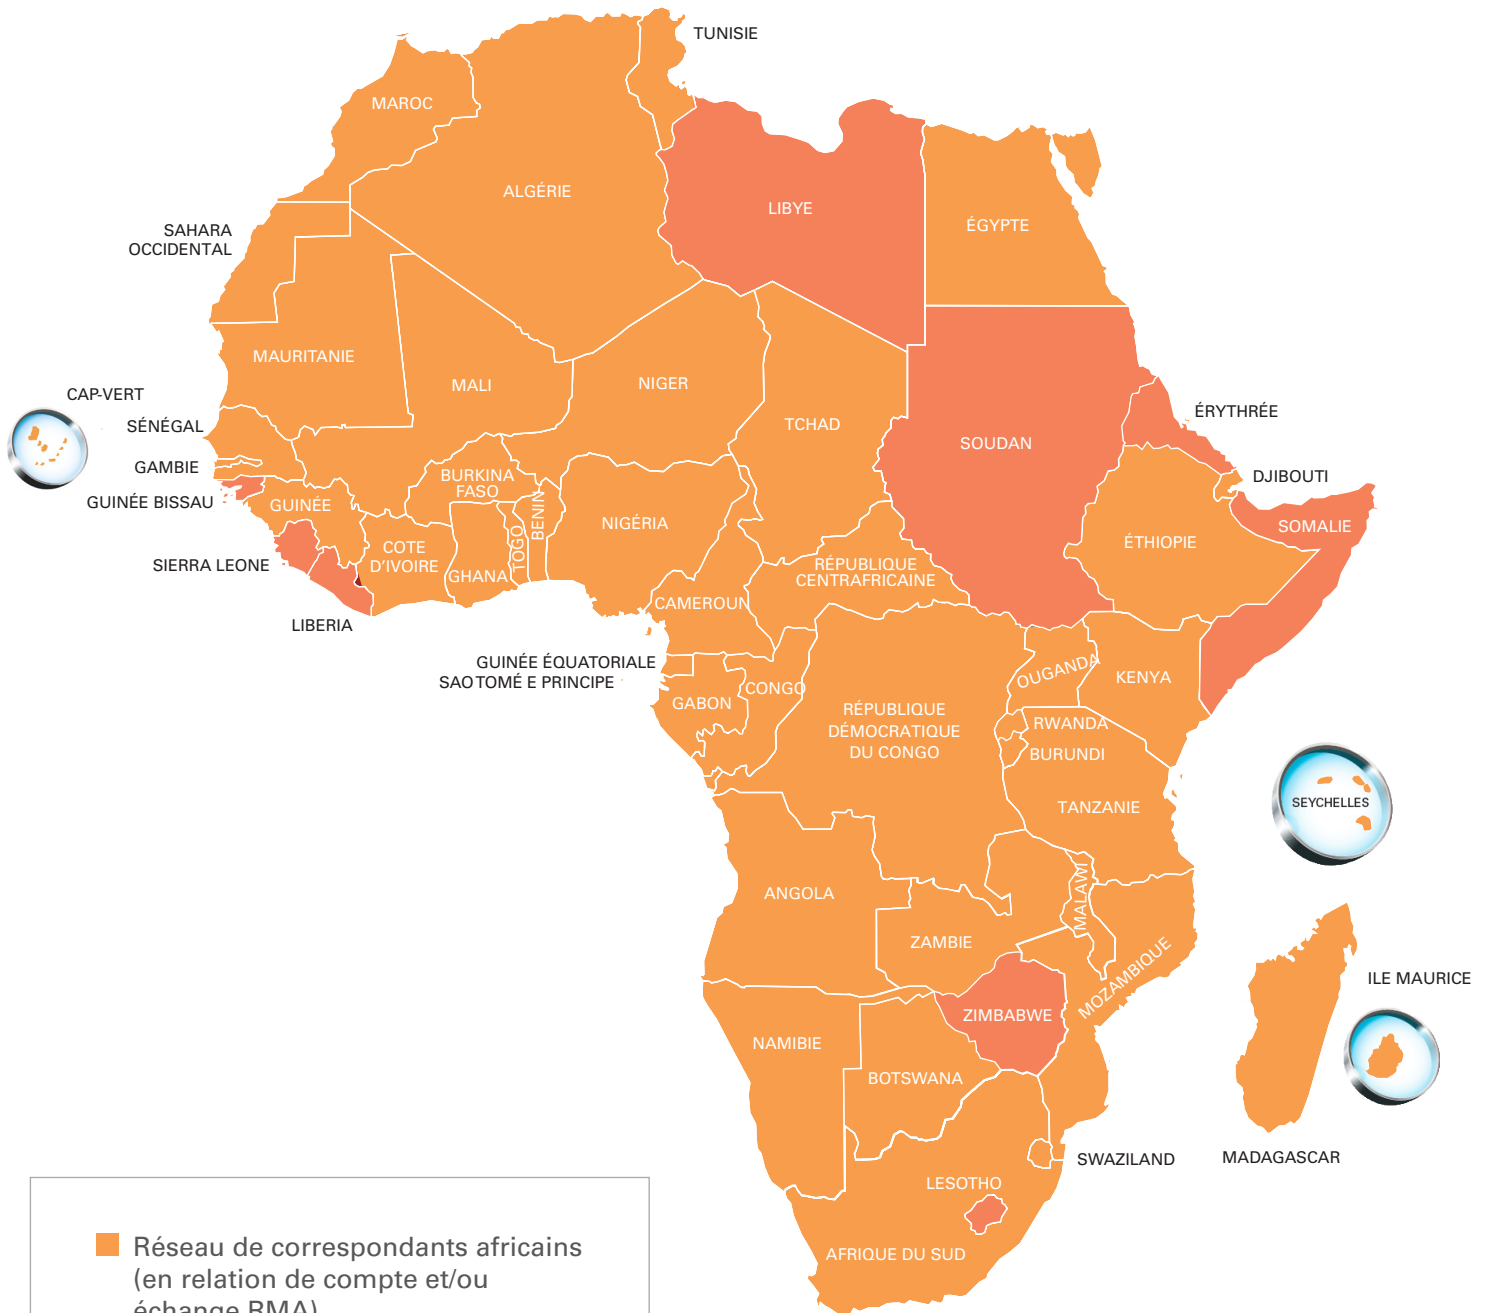 TUNISIE
MAROC
ALGÉRIE
LIBYE
ÉGYPTE
SAHARA
OCCIDENTAL
MAURITANIE
MALI
NIGER
TCHAD
SOUDAN
ÉRYTHRÉE
CAP-VERT
SÉNÉGAL
GAMBIE
GUINÉE BISSAU
GUINÉE
BURKINA
FASO
BENIN
TOGO
NIGÉRIA
DJIBOUTI
SOMALIE
ÉTHIOPIE
SIERRA LEONE
COTE
D'IVOIRE
GHANA
RÉPUBLIQUE
CENTRAFRICAINE
CAMEROUN
LIBERIA
GUINÉE ÉQUATORIALE
SAO TOMÉ E PRINCIPE
GABON
CONGO
OUGANDA
KENYA
RÉPUBLIQUE
DÉMOCRATIQUE
DU CONGO
RWANDA
BURUNDI
TANZANIE
SEYCHELLES
ANGOLA
MALAWI
ZAMBIE
MOZAMBIQUE
ILE MAURICE
ZIMBABWE
NAMIBIE
BOTSWANA
SWAZILAND
MADAGASCAR
LESOTHO
AFRIQUE DU SUD
Réseau de correspondants africains
(en relation de compte et/ou
échange RMA)